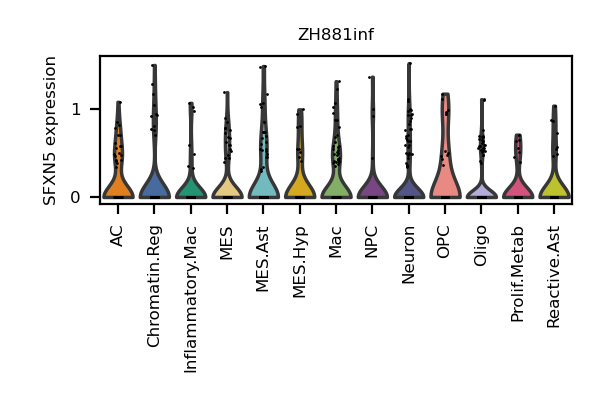 ZH881inf
SFXN5 expression
1
0
AC
Chromatin.Reg
Inflammatory.Mac
MES
MES.Ast
MES.Hyp
Mac
NPC
Neuron
OPC
Oligo
Prolif.Metab
Reactive.Ast